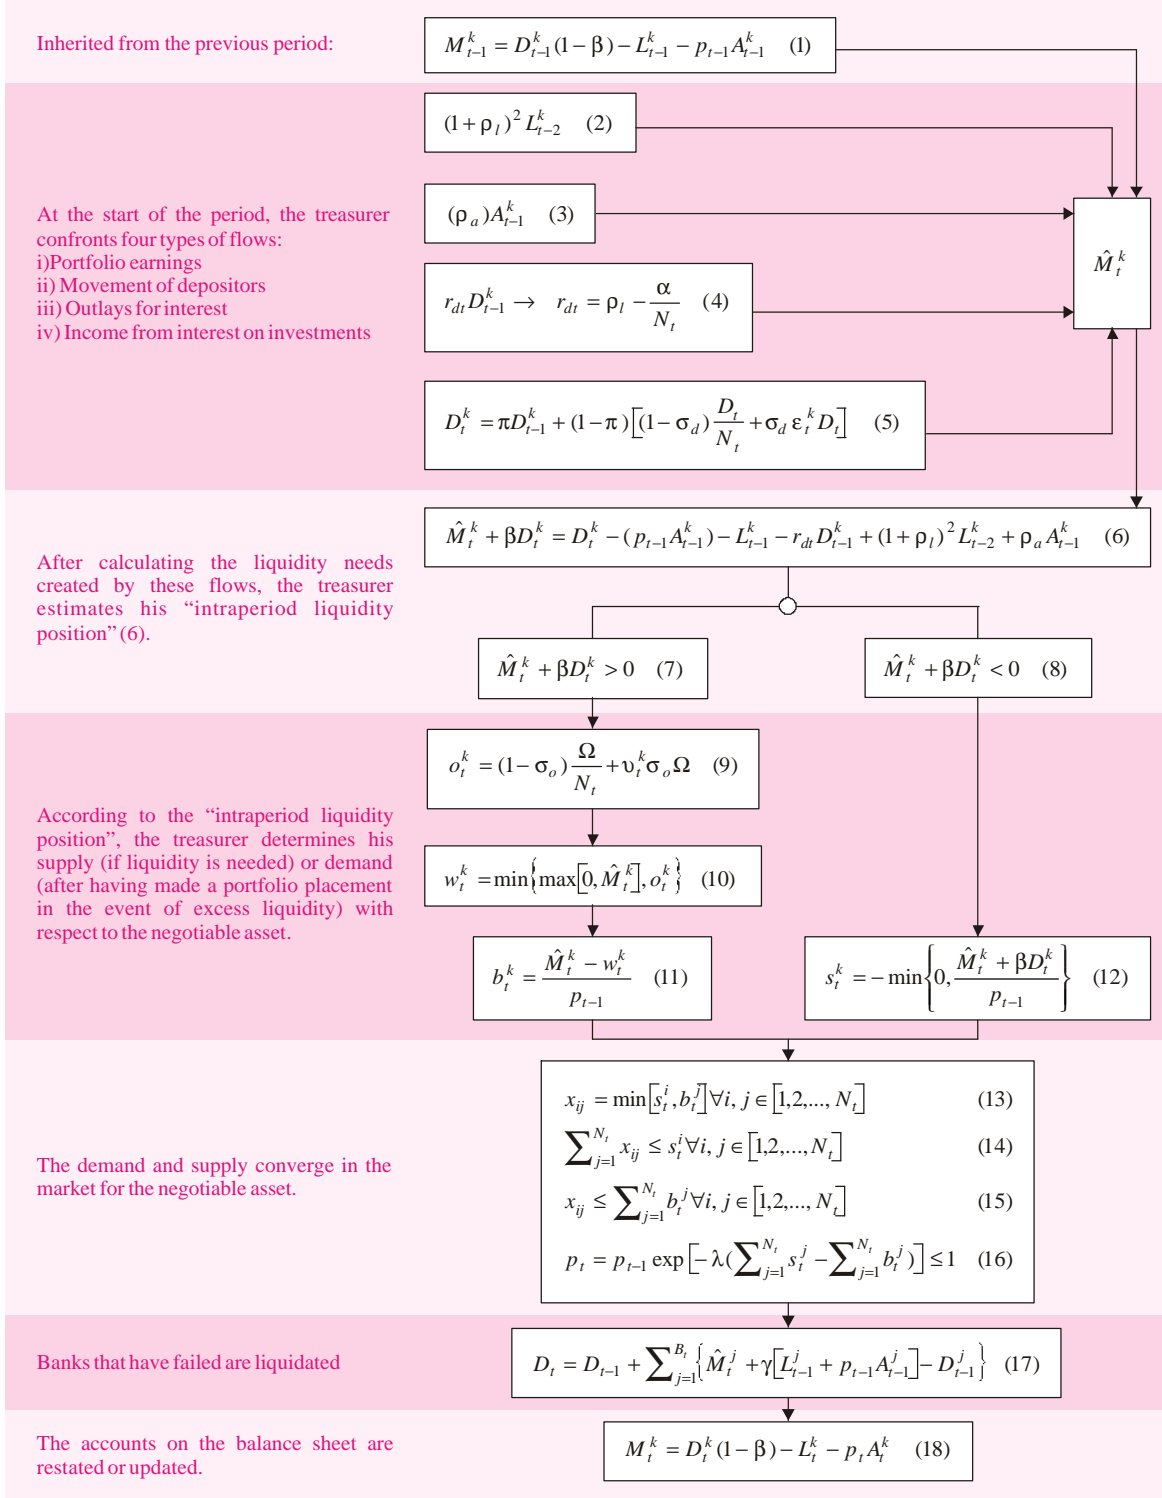 Inherited from the previous period:
M^k_{t−1} = D^k_{t−1}(1−β) − L^k_{t−1} − p_{t−1}A^k_{t−1} (1)
(1+ρ_l)^2 L^k_{t−2} (2)
At the start of the period, the treasurer
confronts four types of flows:
i)Portfolio earnings
ii) Movement of depositors
iii) Outlays for interest
iv) Income from interest on investments
(ρ_a)A^k_{t−1} (3)
M̂^k_t
r_{dt}D^k_{t−1} → r_{dt} = ρ_l − α/N_t (4)
D^k_t = πD^k_{t−1} + (1−π)[(1−σ_d) D_t/N_t + σ_d ε^k_t D_t] (5)
After calculating the liquidity needs
created by these flows, the treasurer
estimates his “intraperiod liquidity
position” (6).
M̂^k_t + βD^k_t = D^k_t − (p_{t−1}A^k_{t−1}) − L^k_{t−1} − r_{dt}D^k_{t−1} + (1+ρ_l)^2 L^k_{t−2} + ρ_a A^k_{t−1} (6)
M̂^k_t + βD^k_t > 0 (7)
M̂^k_t + βD^k_t < 0 (8)
According to the “intraperiod liquidity
position”, the treasurer determines his
supply (if liquidity is needed) or demand
(after having made a portfolio placement
in the event of excess liquidity) with
respect to the negotiable asset.
o^k_t = (1−σ_o) Ω/N_t + υ^k_t σ_o Ω (9)
w^k_t = min{max[0, M̂^k_t], o^k_t} (10)
b^k_t = (M̂^k_t − w^k_t)/p_{t−1} (11)
s^k_t = −min{0, (M̂^k_t + βD^k_t)/p_{t−1}} (12)
The demand and supply converge in the
market for the negotiable asset.
x_{ij} = min[s^i_t, b^j_t]∀i, j ∈ [1,2,..., N_t] (13)
∑^{N_t}_{j=1} x_{ij} ≤ s^i_t ∀i, j ∈ [1,2,..., N_t] (14)
x_{ij} ≤ ∑^{N_t}_{j=1} b^j_t ∀i, j ∈ [1,2,..., N_t] (15)
p_t = p_{t−1} exp[−λ(∑^{N_t}_{j=1} s^j_t − ∑^{N_t}_{j=1} b^j_t)] ≤ 1 (16)
Banks that have failed are liquidated
D_t = D_{t−1} + ∑^{B_t}_{j=1}{M̂^j_t + γ[L^j_{t−1} + p_{t−1}A^j_{t−1}] − D^j_{t−1}} (17)
The accounts on the balance sheet are
restated or updated.
M^k_t = D^k_t(1−β) − L^k_t − p_t A^k_t (18)